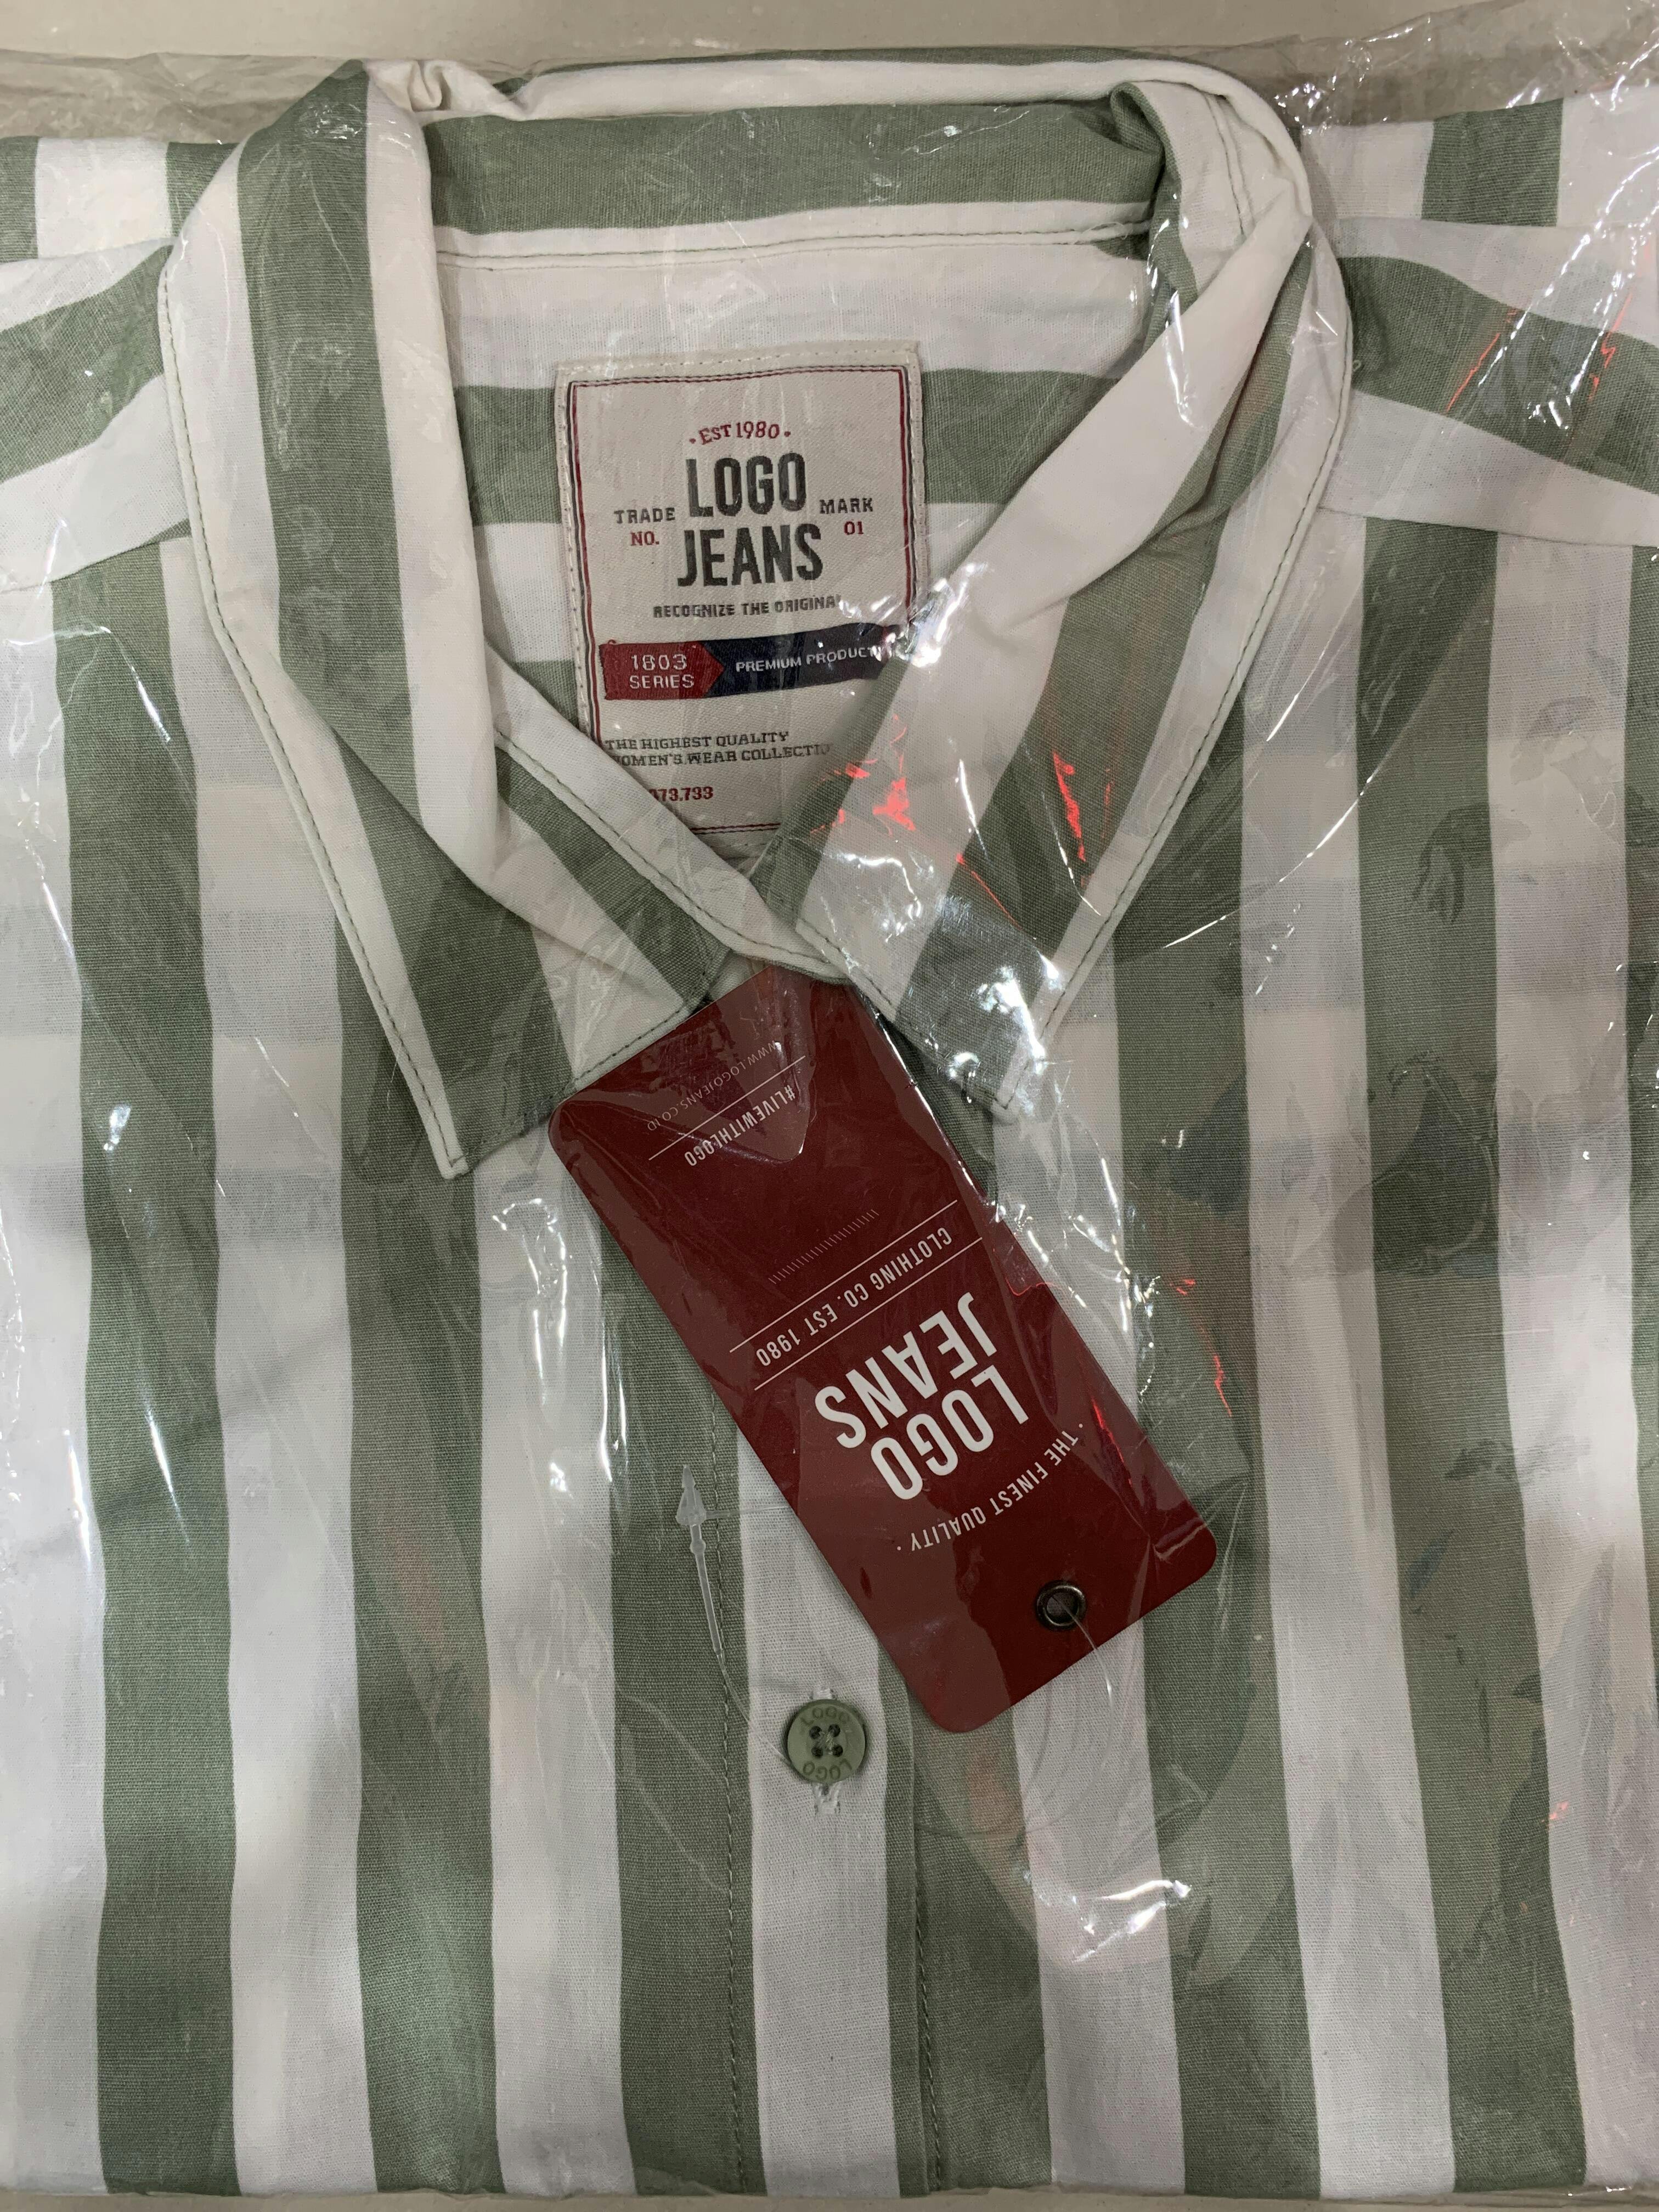 · EST 1980 ·
LOGO
TRADE MARK
NO. 01
JEANS
RECOGNIZE THE ORIGINAL
1803
SERIES
PREMIUM PRODUCT
THE HIGHEST QUALITY
WOMEN'S WEAR COLLECTIO
073.733
· THE FINEST QUALITY ·
LOGO
JEANS
CLOTHING CO. EST 1980
#LIVEWITHLOGO
WWW.LOGOJEANS.CO.ID
LOGO
LOGO